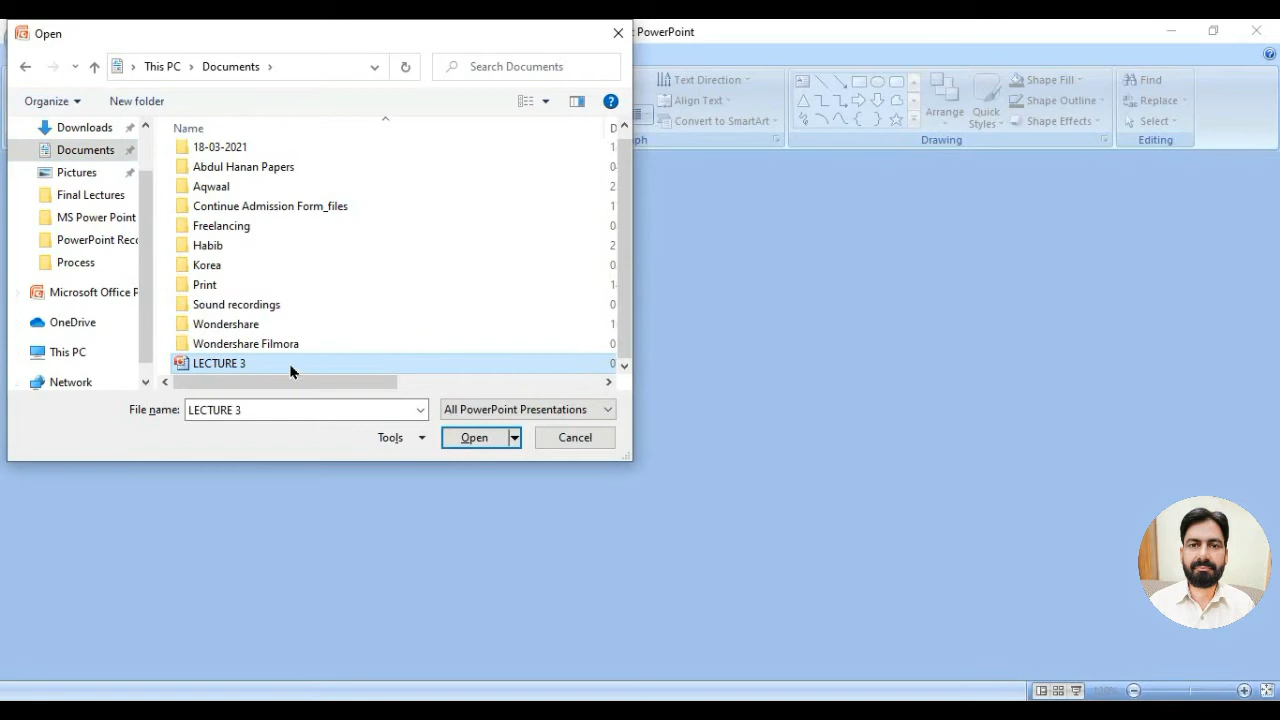 Open
t PowerPoint
This PC
Documents
Search Documents
Organize
New folder
Text Direction
Align Text
Convert to SmartArt
Arrange
Quick
Styles
Shape Fill
Shape Outline
Shape Effects
Find
Replace
Select
Drawing
Editing
Downloads
Documents
Pictures
Final Lectures
MS Power Point
PowerPoint Reco
Process
Microsoft Office P
OneDrive
This PC
Network
Name
18-03-2021
Abdul Hanan Papers
Aqwaal
Continue Admission Form_files
Freelancing
Habib
Korea
Print
Sound recordings
Wondershare
Wondershare Filmora
LECTURE 3
File name:
LECTURE 3
All PowerPoint Presentations
Tools
Open
Cancel